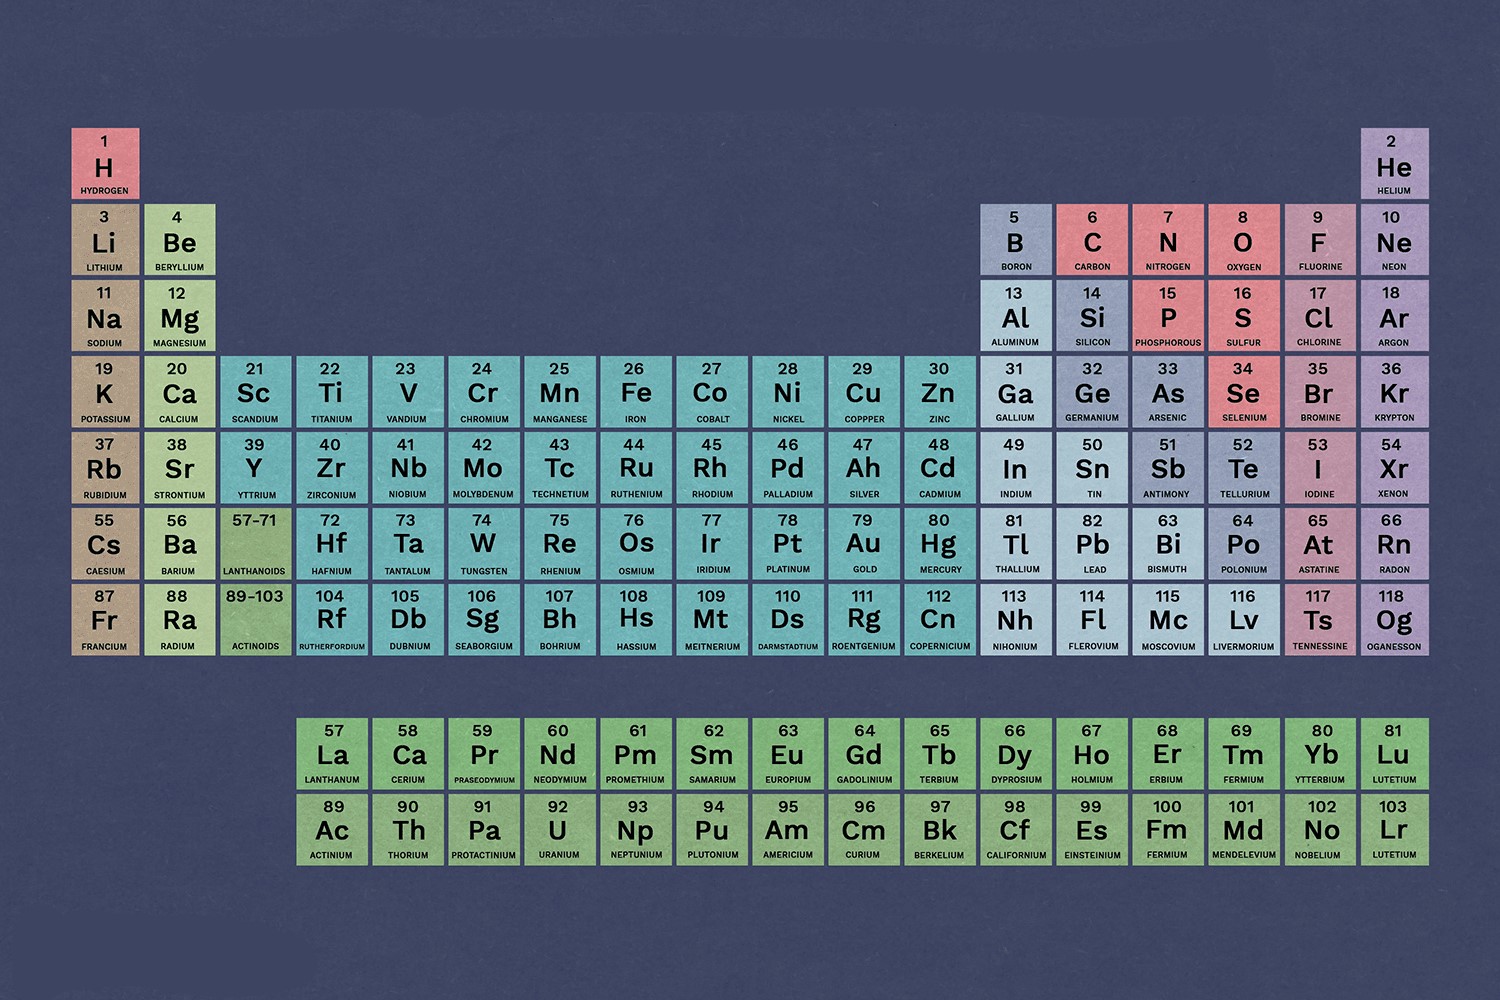 1 2
H He
HYDROGEN HELIUM
3 4 5 6 7 8 9 10
Li Be B C N O F Ne
LITHIUM BERYLLIUM BORON CARBON NITROGEN OXYGEN FLUORINE NEON
11 12 13 14 15 16 17 18
Na Mg Al Si P S Cl Ar
SODIUM MAGNESIUM ALUMINUM SILICON PHOSPHOROUS SULFUR CHLORINE ARGON
19 20 21 22 23 24 25 26 27 28 29 30 31 32 33 34 35 36
K Ca Sc Ti V Cr Mn Fe Co Ni Cu Zn Ga Ge As Se Br Kr
POTASSIUM CALCIUM SCANDIUM TITANIUM VANDIUM CHROMIUM MANGANESE IRON COBALT NICKEL COPPPER ZINC GALLIUM GERMANIUM ARSENIC SELENIUM BROMINE KRYPTON
37 38 39 40 41 42 43 44 45 46 47 48 49 50 51 52 53 54
Rb Sr Y Zr Nb Mo Tc Ru Rh Pd Ah Cd In Sn Sb Te I Xr
RUBIDIUM STRONTIUM YTTRIUM ZIRCONIUM NIOBIUM MOLYBDENUM TECHNETIUM RUTHENIUM RHODIUM PALLADIUM SILVER CADMIUM INDIUM TIN ANTIMONY TELLURIUM IODINE XENON
55 56 57-71 72 73 74 75 76 77 78 79 80 81 82 63 64 65 66
Cs Ba Hf Ta W Re Os Ir Pt Au Hg Tl Pb Bi Po At Rn
CAESIUM BARIUM LANTHANOIDS HAFNIUM TANTALUM TUNGSTEN RHENIUM OSMIUM IRIDIUM PLATINUM GOLD MERCURY THALLIUM LEAD BISMUTH POLONIUM ASTATINE RADON
87 88 89-103 104 105 106 107 108 109 110 111 112 113 114 115 116 117 118
Fr Ra Rf Db Sg Bh Hs Mt Ds Rg Cn Nh Fl Mc Lv Ts Og
FRANCIUM RADIUM ACTINOIDS RUTHERFORDIUM DUBNIUM SEABORGIUM BOHRIUM HASSIUM MEITNERIUM DARMSTADTIUM ROENTGENIUM COPERNICIUM NIHONIUM FLEROVIUM MOSCOVIUM LIVERMORIUM TENNESSINE OGANESSON
57 58 59 60 61 62 63 64 65 66 67 68 69 80 81
La Ca Pr Nd Pm Sm Eu Gd Tb Dy Ho Er Tm Yb Lu
LANTHANUM CERIUM PRASEODYMIUM NEODYMIUM PROMETHIUM SAMARIUM EUROPIUM GADOLINIUM TERBIUM DYPROSIUM HOLMIUM ERBIUM FERMIUM YTTERBIUM LUTETIUM
89 90 91 92 93 94 95 96 97 98 99 100 101 102 103
Ac Th Pa U Np Pu Am Cm Bk Cf Es Fm Md No Lr
ACTINIUM THORIUM PROTACTINIUM URANIUM NEPTUNIUM PLUTONIUM AMERICIUM CURIUM BERKELIUM CALIFORNIUM EINSTEINIUM FERMIUM MENDELEVIUM NOBELIUM LUTETIUM